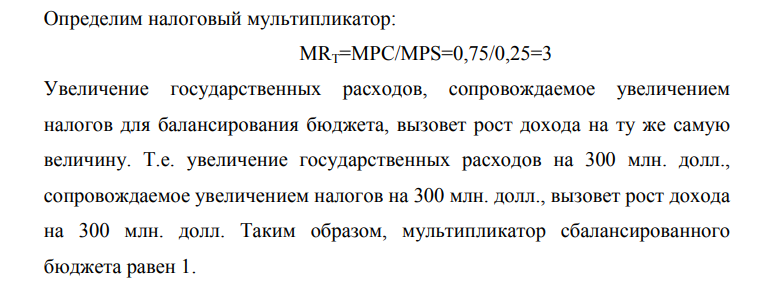 Определим налоговый мультипликатор:
MRT=MPC/MPS=0,75/0,25=3
Увеличение государственных расходов, сопровождаемое увеличением
налогов для балансирования бюджета, вызовет рост дохода на ту же самую
величину. Т.е. увеличение государственных расходов на 300 млн. долл.,
сопровождаемое увеличением налогов на 300 млн. долл., вызовет рост дохода
на 300 млн. долл. Таким образом, мультипликатор сбалансированного
бюджета равен 1.